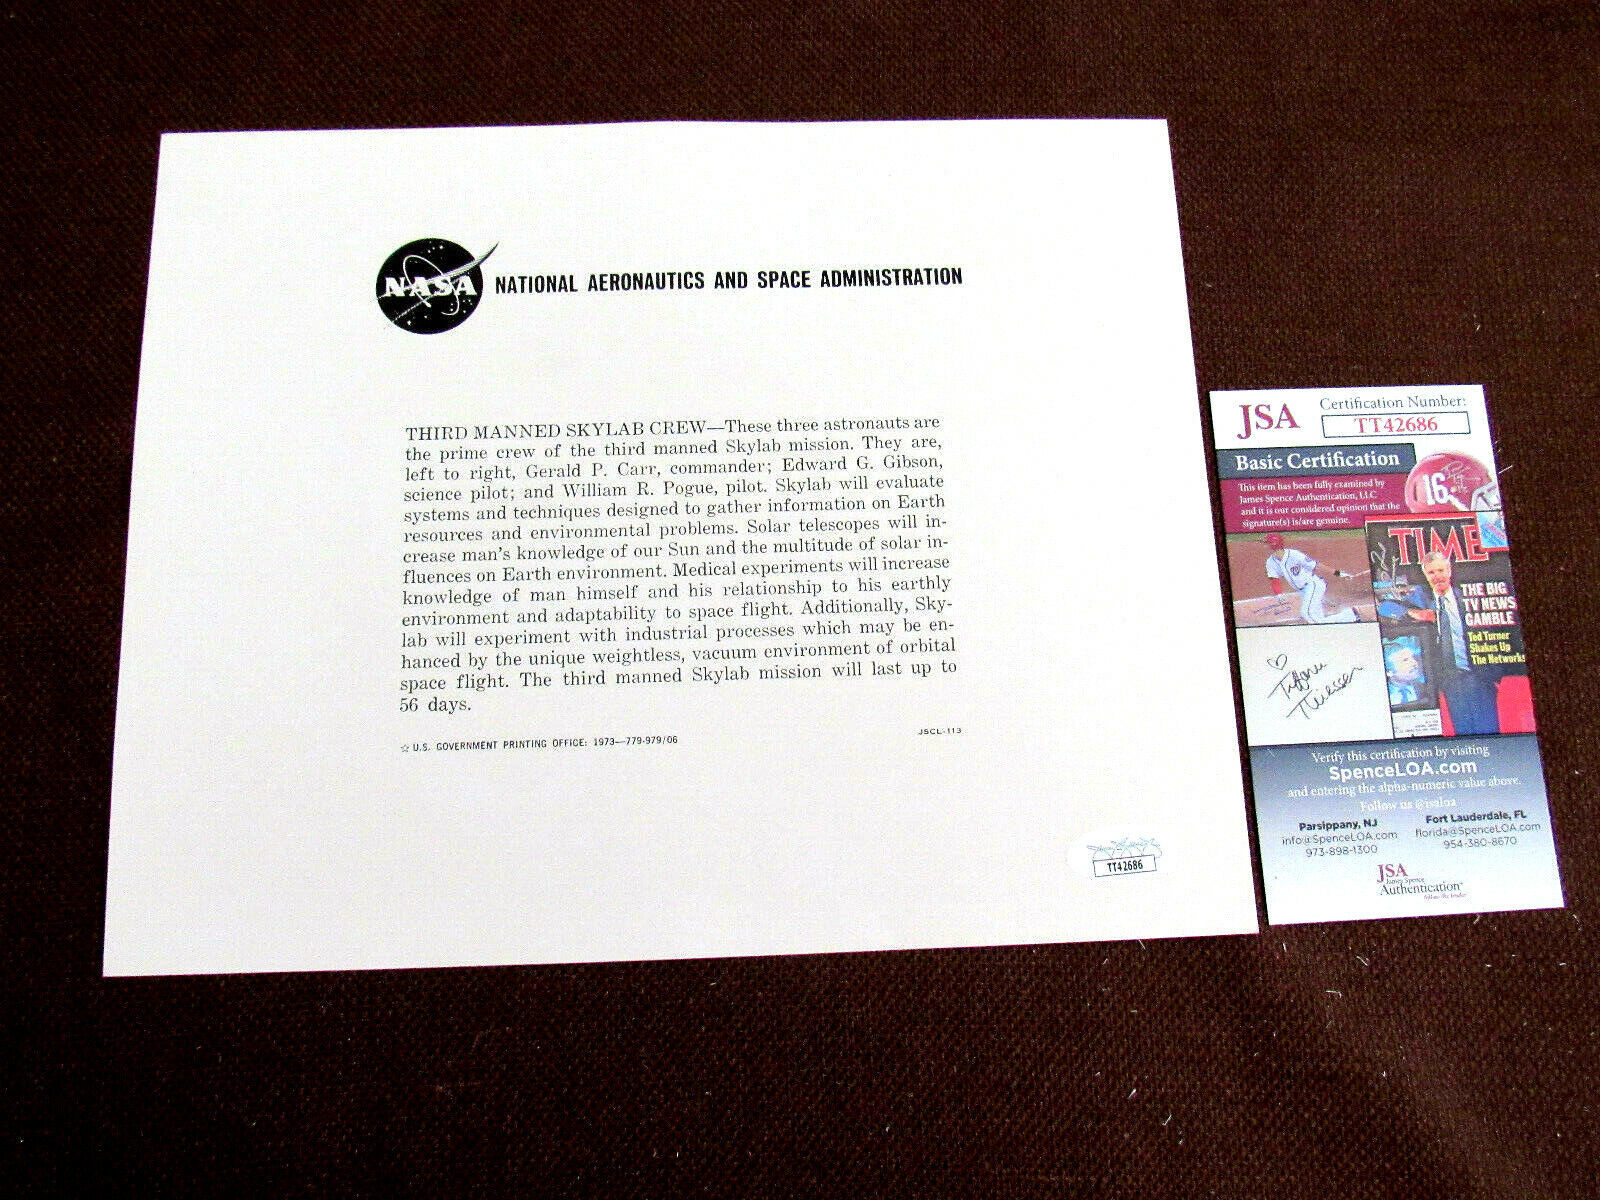 NASA
NATIONAL AERONAUTICS AND SPACE ADMINISTRATION
THIRD MANNED SKYLAB CREW—These three astronauts are
the prime crew of the third manned Skylab mission. They are,
left to right, Gerald P. Carr, commander; Edward G. Gibson,
science pilot; and William R. Pogue, pilot. Skylab will evaluate
systems and techniques designed to gather information on Earth
resources and environmental problems. Solar telescopes will in-
crease man's knowledge of our Sun and the multitude of solar in-
fluences on Earth environment. Medical experiments will increase
knowledge of man himself and his relationship to his earthly
environment and adaptability to space flight. Additionally, Sky-
lab will experiment with industrial processes which may be en-
hanced by the unique weightless, vacuum environment of orbital
space flight. The third manned Skylab mission will last up to
56 days.
☆ U.S. GOVERNMENT PRINTING OFFICE: 1973—779-979/06
JSCL-113
TT42686
JSA
Certification Number:
TT42686
Basic Certification
This item has been fully examined by
James Spence Authentication, LLC
and it is our considered opinion that the
signature(s) is/are genuine.
16
TIME
THE BIG
TV NEWS
GAMBLE
Ted Turner
Shakes Up
The Networks
Tiffani
Thiessen
Verify this certification by visiting
SpenceLOA.com
and entering the alpha-numeric value above.
Follow us @jsaloa
Parsippany, NJ
info@SpenceLOA.com
973-898-1300
Fort Lauderdale, FL
florida@SpenceLOA.com
954-380-8670
JSA
James Spence
Authentication